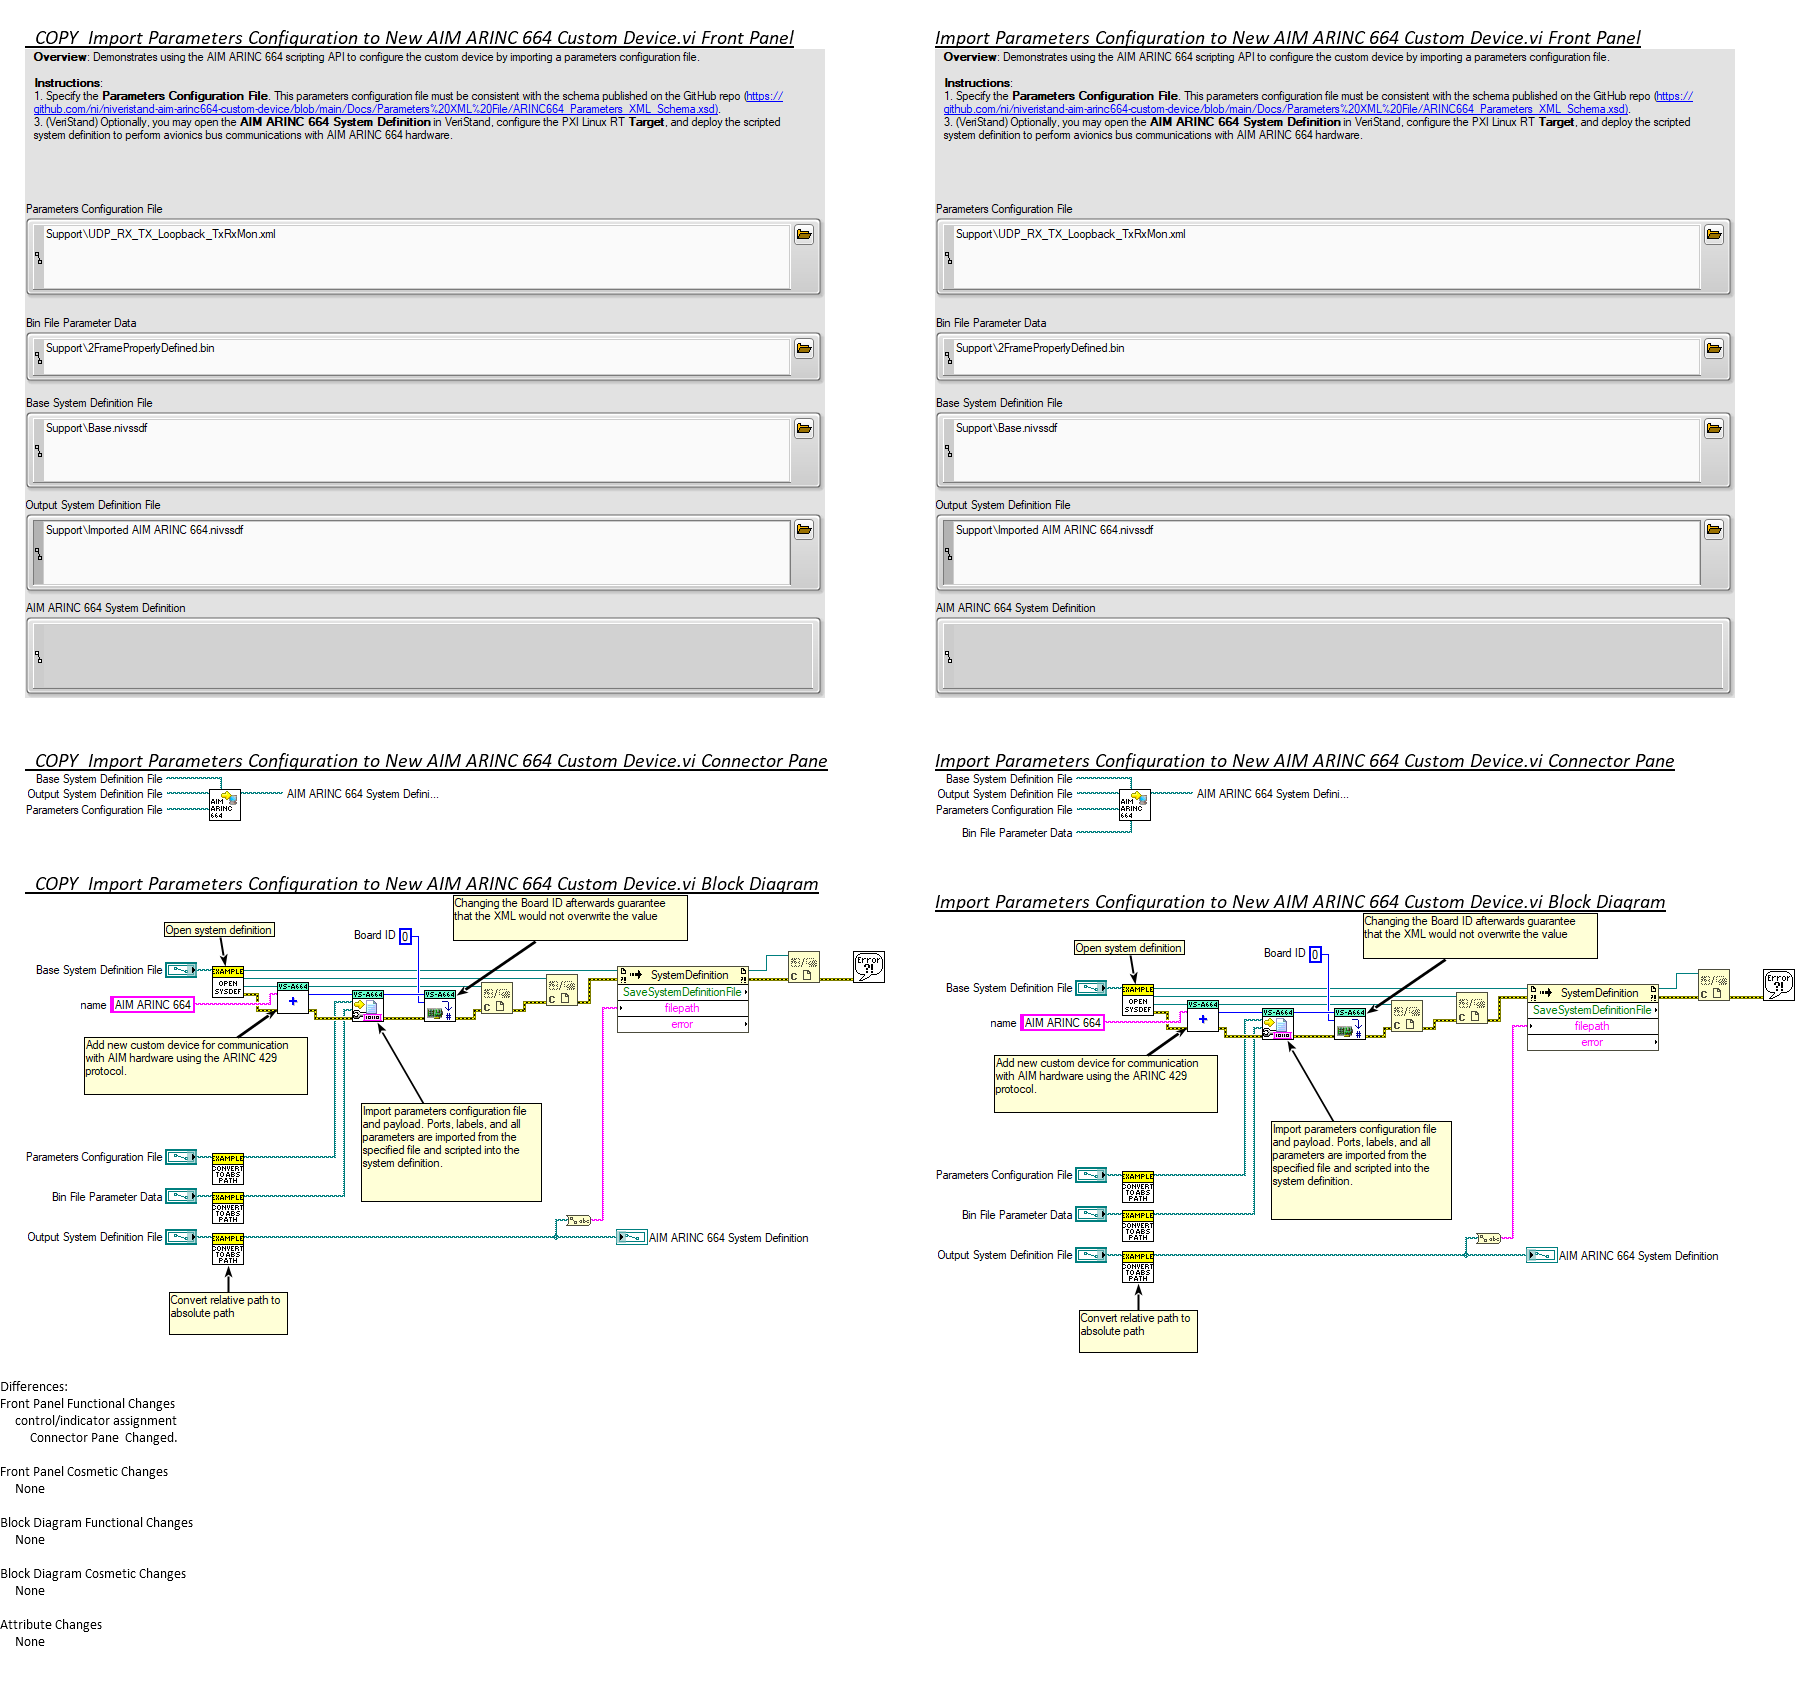 COPY  Import Parameters Configuration to New AIM ARINC 664 Custom Device.vi Front Panel
Overview: Demonstrates using the AIM ARINC 664 scripting API to configure the custom device by importing a parameters configuration file.
Instructions:
1. Specify the Parameters Configuration File. This parameters configuration file must be consistent with the schema published on the GitHub repo (https://
github.com/ni/niveristand-aim-arinc664-custom-device/blob/main/Docs/Parameters%20XML%20File/ARINC664_Parameters_XML_Schema.xsd).
3. (VeriStand) Optionally, you may open the AIM ARINC 664 System Definition in VeriStand, configure the PXI Linux RT Target, and deploy the scripted
system definition to perform avionics bus communications with AIM ARINC 664 hardware.
Parameters Configuration File
Support\UDP_RX_TX_Loopback_TxRxMon.xml
Bin File Parameter Data
Support\2FrameProperlyDefined.bin
Base System Definition File
Support\Base.nivssdf
Output System Definition File
Support\Imported AIM ARINC 664.nivssdf
AIM ARINC 664 System Definition
Import Parameters Configuration to New AIM ARINC 664 Custom Device.vi Front Panel
Overview: Demonstrates using the AIM ARINC 664 scripting API to configure the custom device by importing a parameters configuration file.
Instructions:
1. Specify the Parameters Configuration File. This parameters configuration file must be consistent with the schema published on the GitHub repo (https://
github.com/ni/niveristand-aim-arinc664-custom-device/blob/main/Docs/Parameters%20XML%20File/ARINC664_Parameters_XML_Schema.xsd).
3. (VeriStand) Optionally, you may open the AIM ARINC 664 System Definition in VeriStand, configure the PXI Linux RT Target, and deploy the scripted
system definition to perform avionics bus communications with AIM ARINC 664 hardware.
Parameters Configuration File
Support\UDP_RX_TX_Loopback_TxRxMon.xml
Bin File Parameter Data
Support\2FrameProperlyDefined.bin
Base System Definition File
Support\Base.nivssdf
Output System Definition File
Support\Imported AIM ARINC 664.nivssdf
AIM ARINC 664 System Definition
COPY  Import Parameters Configuration to New AIM ARINC 664 Custom Device.vi Connector Pane
Base System Definition File
Output System Definition File
Parameters Configuration File
AIM
ARINC
664
AIM ARINC 664 System Defini...
Import Parameters Configuration to New AIM ARINC 664 Custom Device.vi Connector Pane
Base System Definition File
Output System Definition File
Parameters Configuration File
Bin File Parameter Data
AIM
ARINC
664
AIM ARINC 664 System Defini...
COPY  Import Parameters Configuration to New AIM ARINC 664 Custom Device.vi Block Diagram
Changing the Board ID afterwards guarantee
that the XML would not overwrite the value
Open system definition
Board ID 0
Base System Definition File
EXAMPLE
OPEN
SYSDEF
name AIM ARINC 664
VS-A664
VS-A664
VS-A664
SystemDefinition
SaveSystemDefinitionFile
filepath
error
Error
?!
Add new custom device for communication
with AIM hardware using the ARINC 429
protocol.
Import parameters configuration file
and payload. Ports, labels, and all
parameters are imported from the
specified file and scripted into the
system definition.
Parameters Configuration File
EXAMPLE
CONVERT
TO ABS
PATH
Bin File Parameter Data
EXAMPLE
CONVERT
TO ABS
PATH
Output System Definition File
EXAMPLE
CONVERT
TO ABS
PATH
abc
AIM ARINC 664 System Definition
Convert relative path to
absolute path
Import Parameters Configuration to New AIM ARINC 664 Custom Device.vi Block Diagram
Changing the Board ID afterwards guarantee
that the XML would not overwrite the value
Open system definition
Board ID 0
Base System Definition File
EXAMPLE
OPEN
SYSDEF
name AIM ARINC 664
VS-A664
VS-A664
SystemDefinition
SaveSystemDefinitionFile
filepath
error
Error
?!
Add new custom device for communication
with AIM hardware using the ARINC 429
protocol.
Import parameters configuration file
and payload. Ports, labels, and all
parameters are imported from the
specified file and scripted into the
system definition.
Parameters Configuration File
EXAMPLE
CONVERT
TO ABS
PATH
Bin File Parameter Data
EXAMPLE
CONVERT
TO ABS
PATH
Output System Definition File
EXAMPLE
CONVERT
TO ABS
PATH
abc
AIM ARINC 664 System Definition
Convert relative path to
absolute path
Differences:
Front Panel Functional Changes
control/indicator assignment
Connector Pane  Changed.
Front Panel Cosmetic Changes
None
Block Diagram Functional Changes
None
Block Diagram Cosmetic Changes
None
Attribute Changes
None